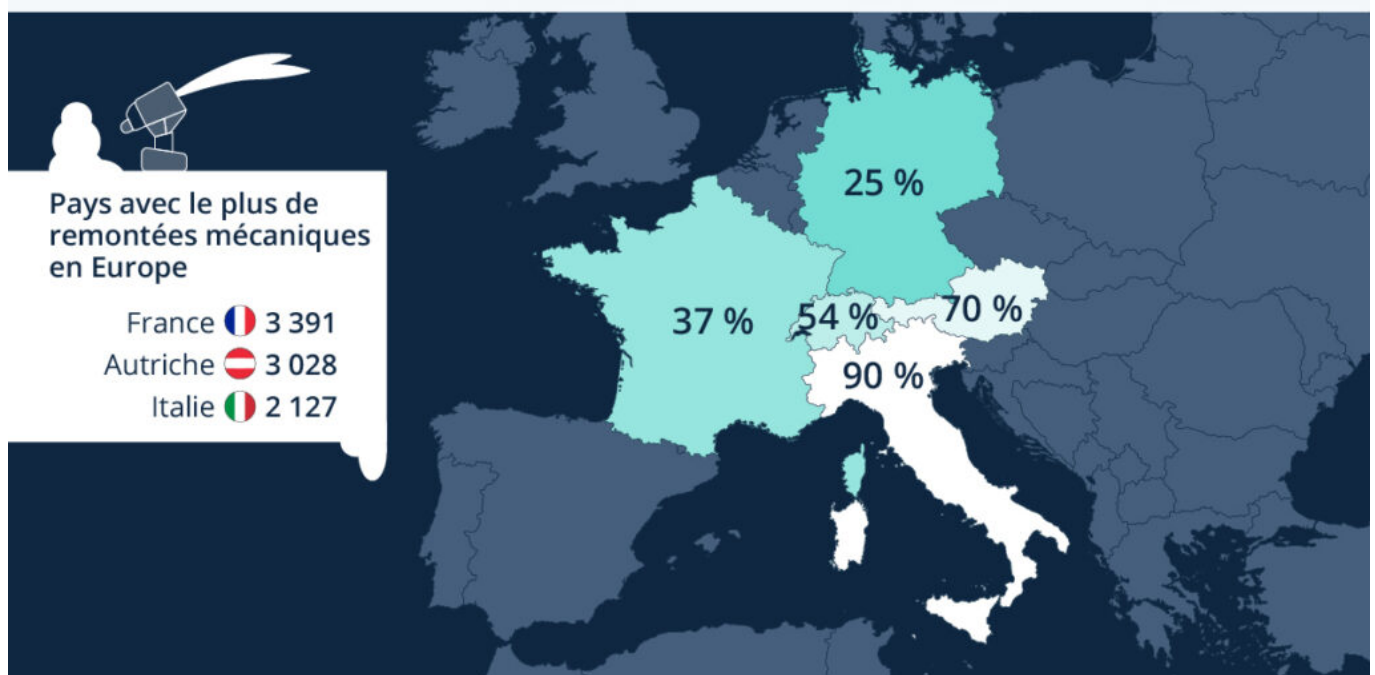 Pays avec le plus de
remontées mécaniques
en Europe
France 3 391
Autriche 3 028
Italie 2 127
25 %
37 %
54 %
70 %
90 %